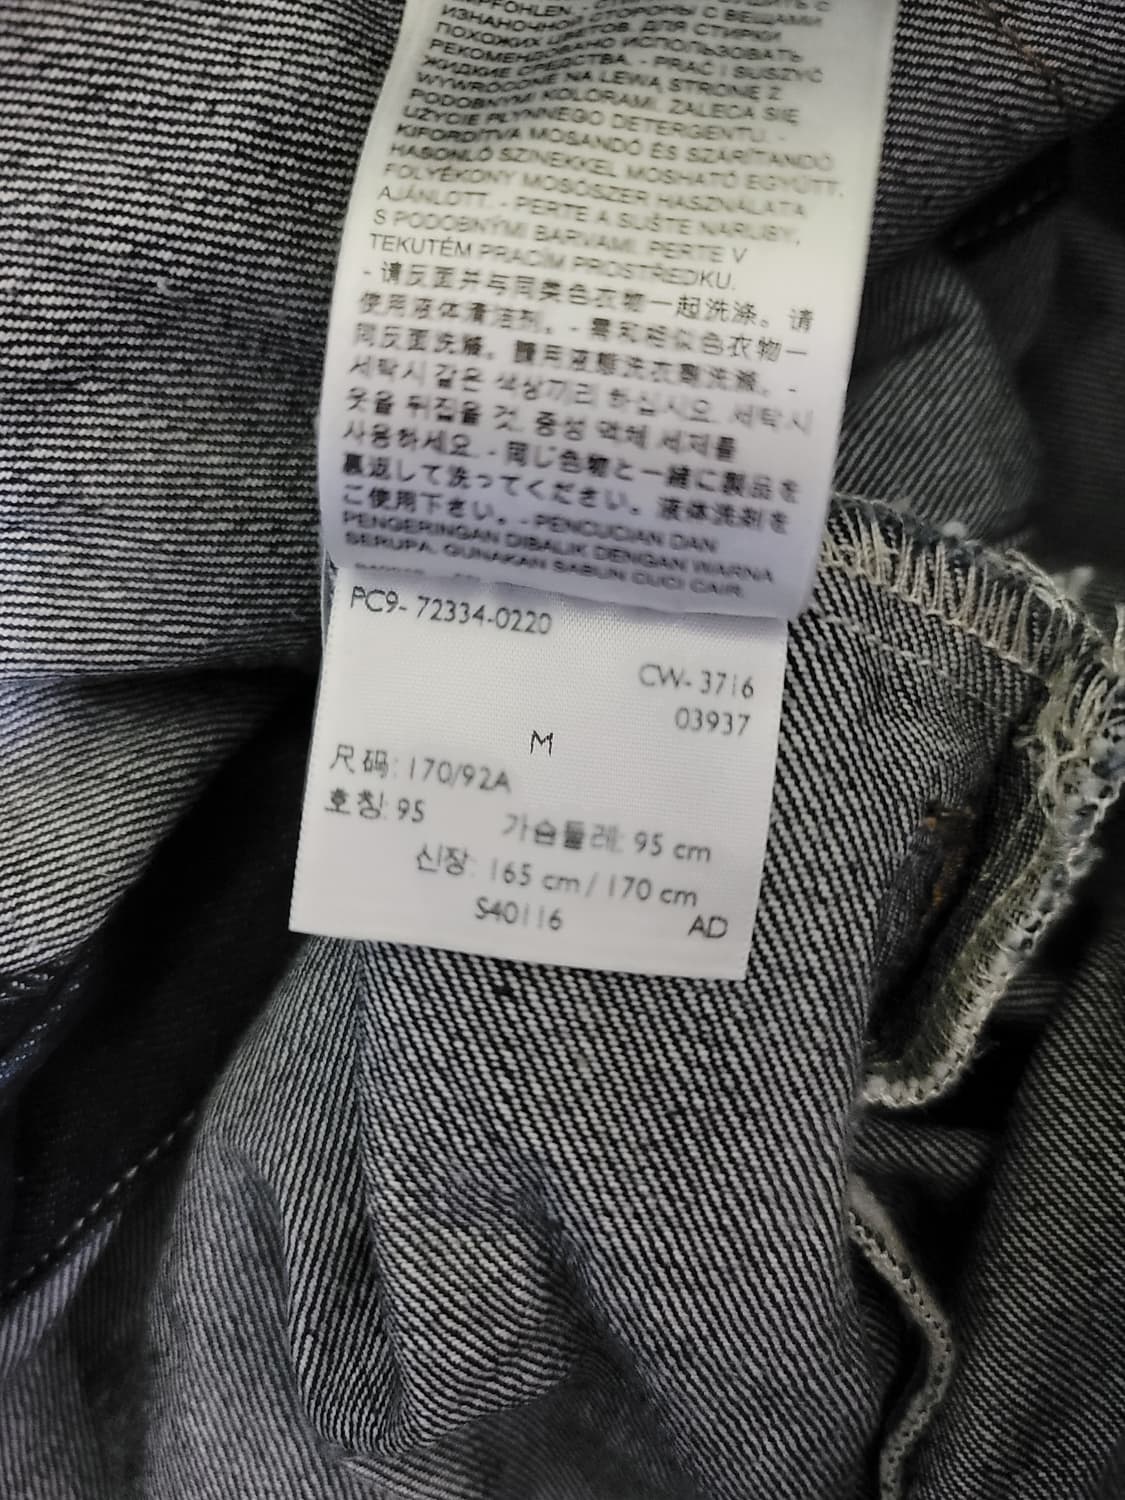 EMPFOHLEN.
ИЗНАНОЧНОЙ СТОРОНЫ С ВЕЩАМИ
ПОХОЖИХ ЦВЕТОВ. ДЛЯ СТИРКИ
РЕКОМЕНДОВАНО ИСПОЛЬЗОВАТЬ
ЖИДКИЕ СРЕДСТВА. - PRAĆ I SUSZYĆ
WYWRÓCONE NA LEWĄ STRONĘ Z
PODOBNYMI KOLORAMI. ZALECA SIĘ
UŻYCIE PŁYNNEGO DETERGENTU. -
KIFORDÍTVA MOSANDÓ ÉS SZÁRÍTANDÓ
HASONLÓ SZINEKKEL MOSHATÓ EGYÜTT.
FOLYÉKONY MOSÓSZER HASZNÁLATA
AJÁNLOTT. - PERTE A SUŠTE NARUBY,
S PODOBNÝMI BARVAMI. PERTE V
TEKUTÉM PRACÍM PROSTŘEDKU.
- 请反面并与同类色衣物一起洗涤。请
使用液体清洁剂。- 需和相似色衣物一
同反面洗滌。請用液態洗衣劑洗滌。-
세탁시 같은 색상끼리 하십시오. 세탁시
옷을 뒤집을 것. 중성 액체 세제를
사용하세요. - 同じ色物と一緒に製品を
裏返して洗ってください。液体洗剤を
ご使用下さい。- PENCUCIAN DAN
PENGERINGAN DIBALIK DENGAN WARNA
SERUPA. GUNAKAN SABUN CUCI CAIR.
PC9- 72334-0220
CW- 3716
03937
M
尺码: 170/92A
호칭: 95 가슴둘레: 95 cm
신장: 165 cm / 170 cm
S40116 AD